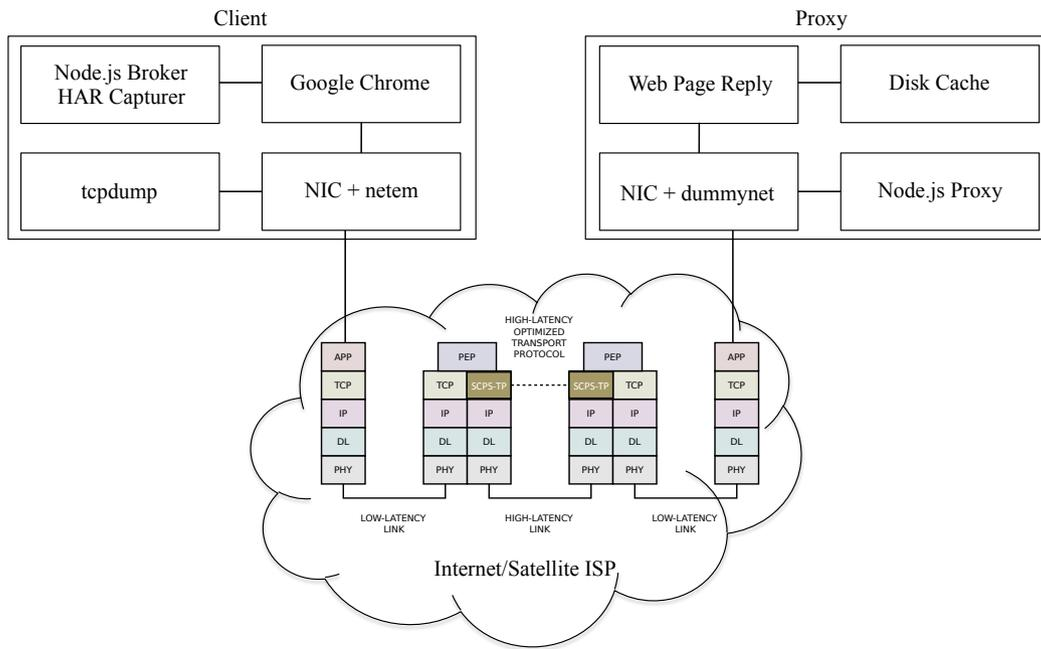 Client
Proxy
Node.js Broker
HAR Capturer
Google Chrome
Web Page Reply
Disk Cache
tcpdump
NIC + netem
NIC + dummynet
Node.js Proxy
HIGH-LATENCY
OPTIMIZED
TRANSPORT
PROTOCOL
APP
PEP
PEP
APP
TCP
TCP
SCPS-TP
SCPS-TP
TCP
TCP
IP
IP
IP
IP
IP
IP
DL
DL
DL
DL
DL
DL
PHY
PHY
PHY
PHY
PHY
PHY
LOW-LATENCY
LINK
HIGH-LATENCY
LINK
LOW-LATENCY
LINK
Internet/Satellite ISP